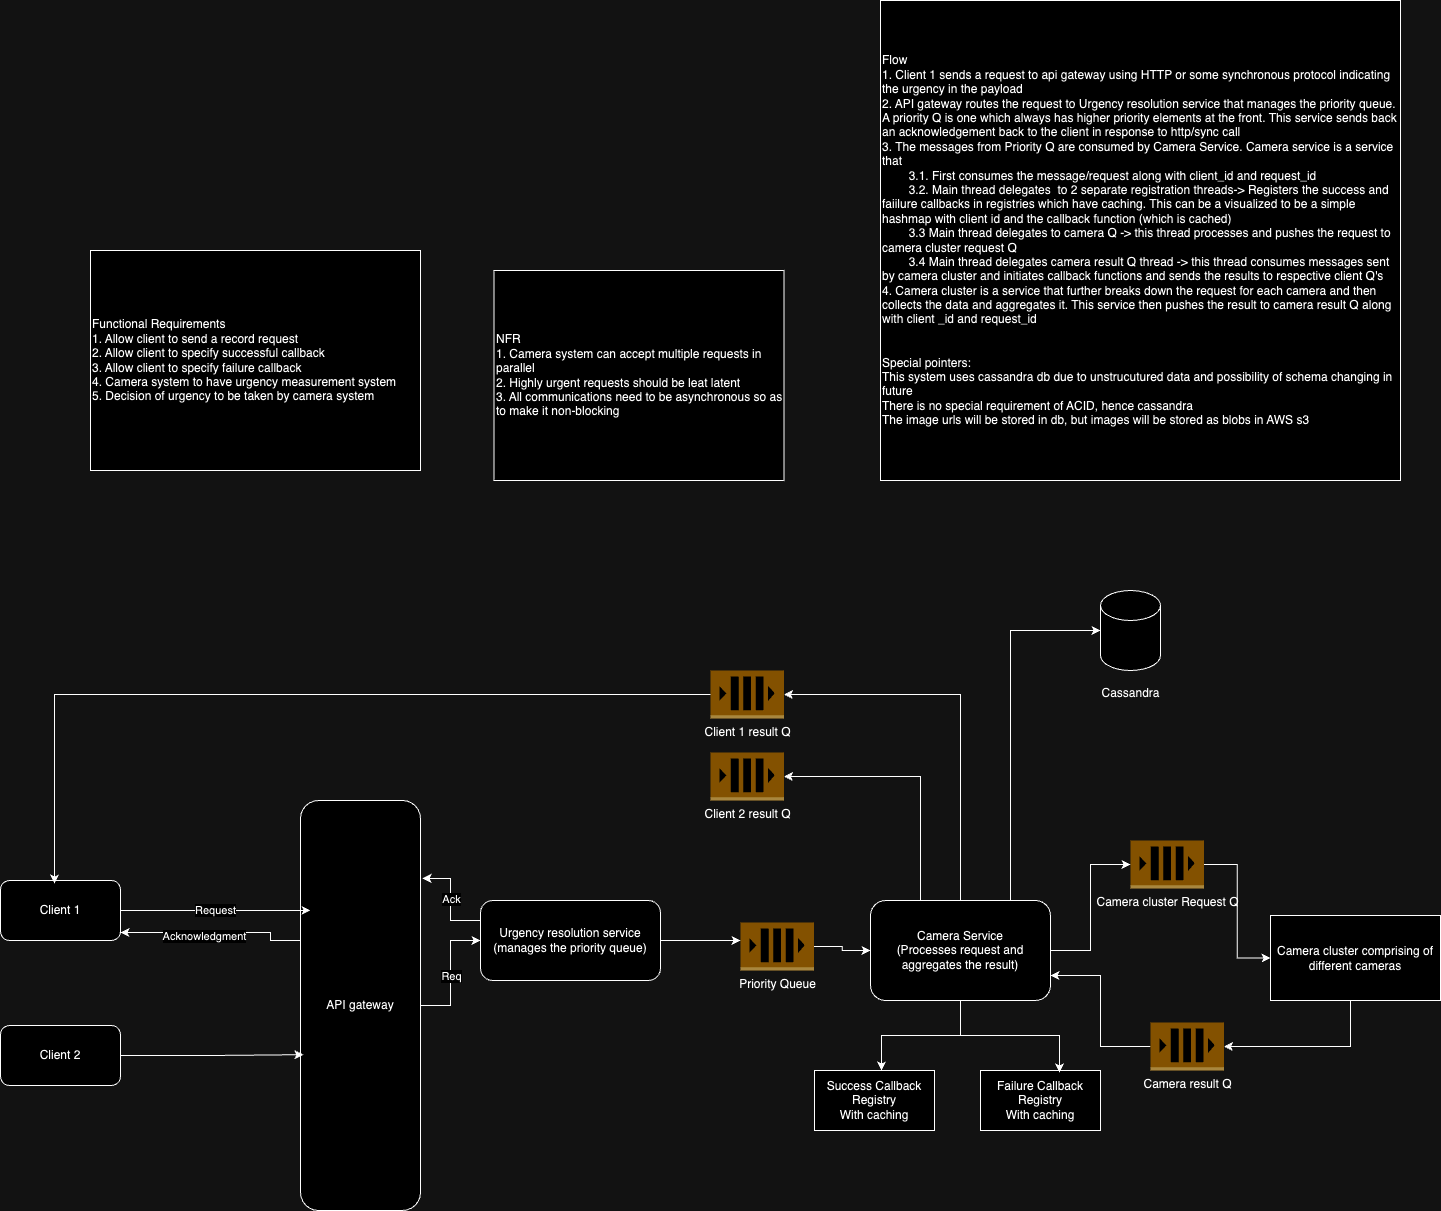 Flow
1. Client 1 sends a request to api gateway using HTTP or some synchronous protocol indicating
the urgency in the payload
2. API gateway routes the request to Urgency resolution service that manages the priority queue.
A priority Q is one which always has higher priority elements at the front. This service sends back
an acknowledgement back to the client in response to http/sync call
3. The messages from Priority Q are consumed by Camera Service. Camera service is a service
that
3.1. First consumes the message/request along with client_id and request_id
3.2. Main thread delegates  to 2 separate registration threads-> Registers the success and
faiilure callbacks in registries which have caching. This can be a visualized to be a simple
hashmap with client id and the callback function (which is cached)
3.3 Main thread delegates to camera Q -> this thread processes and pushes the request to
camera cluster request Q
3.4 Main thread delegates camera result Q thread -> this thread consumes messages sent
by camera cluster and initiates callback functions and sends the results to respective client Q's
4. Camera cluster is a service that further breaks down the request for each camera and then
collects the data and aggregates it. This service then pushes the result to camera result Q along
with client _id and request_id
Special pointers:
This system uses cassandra db due to unstrucutured data and possibility of schema changing in
future
There is no special requirement of ACID, hence cassandra
The image urls will be stored in db, but images will be stored as blobs in AWS s3
Functional Requirements
1. Allow client to send a record request
2. Allow client to specify successful callback
3. Allow client to specify failure callback
4. Camera system to have urgency measurement system
5. Decision of urgency to be taken by camera system
NFR
1. Camera system can accept multiple requests in
parallel
2. Highly urgent requests should be leat latent
3. All communications need to be asynchronous so as
to make it non-blocking
Cassandra
Client 1 result Q
Client 2 result Q
Client 1
Request
Acknowledgment
Client 2
API gateway
Ack
Req
Urgency resolution service
(manages the priority queue)
Priority Queue
Camera Service
(Processes request and
aggregates the result)
Camera cluster Request Q
Camera cluster comprising of
different cameras
Camera result Q
Success Callback
Registry
With caching
Failure Callback
Registry
With caching